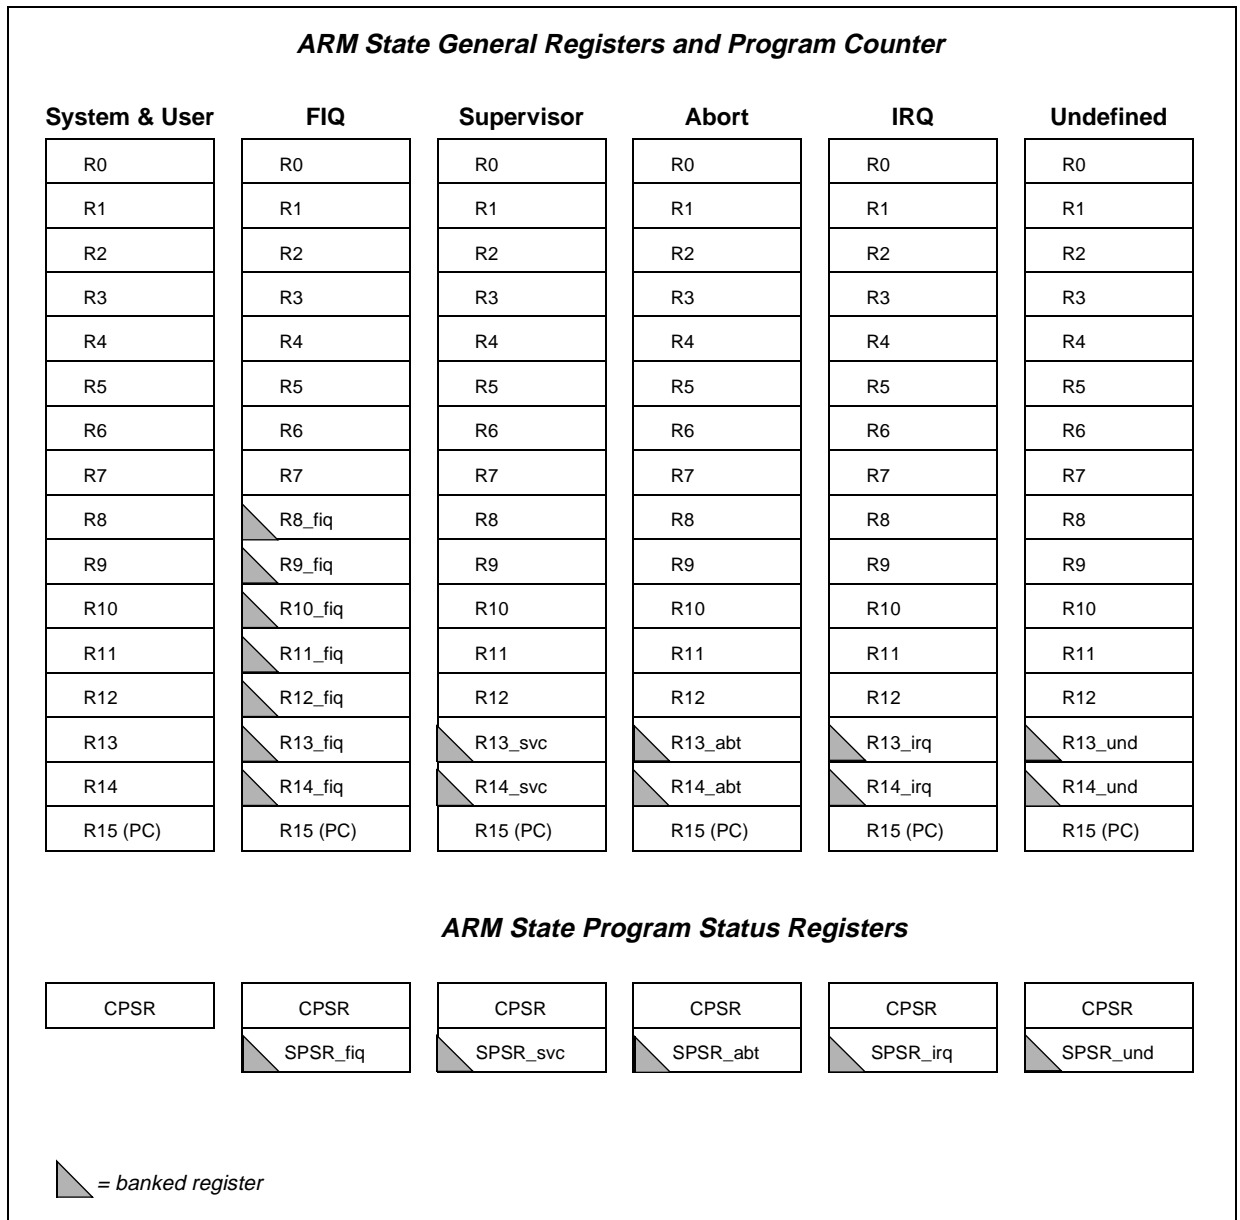 ARM State General Registers and Program Counter
System & User FIQ Supervisor Abort IRQ Undefined
R0 R0 R0 R0 R0 R0
R1 R1 R1 R1 R1 R1
R2 R2 R2 R2 R2 R2
R3 R3 R3 R3 R3 R3
R4 R4 R4 R4 R4 R4
R5 R5 R5 R5 R5 R5
R6 R6 R6 R6 R6 R6
R7 R7 R7 R7 R7 R7
R8 R8_fiq R8 R8 R8 R8
R9 R9_fiq R9 R9 R9 R9
R10 R10_fiq R10 R10 R10 R10
R11 R11_fiq R11 R11 R11 R11
R12 R12_fiq R12 R12 R12 R12
R13 R13_fiq R13_svc R13_abt R13_irq R13_und
R14 R14_fiq R14_svc R14_abt R14_irq R14_und
R15 (PC) R15 (PC) R15 (PC) R15 (PC) R15 (PC) R15 (PC)
ARM State Program Status Registers
CPSR CPSR CPSR CPSR CPSR CPSR
SPSR_fiq SPSR_svc SPSR_abt SPSR_irq SPSR_und
= banked register